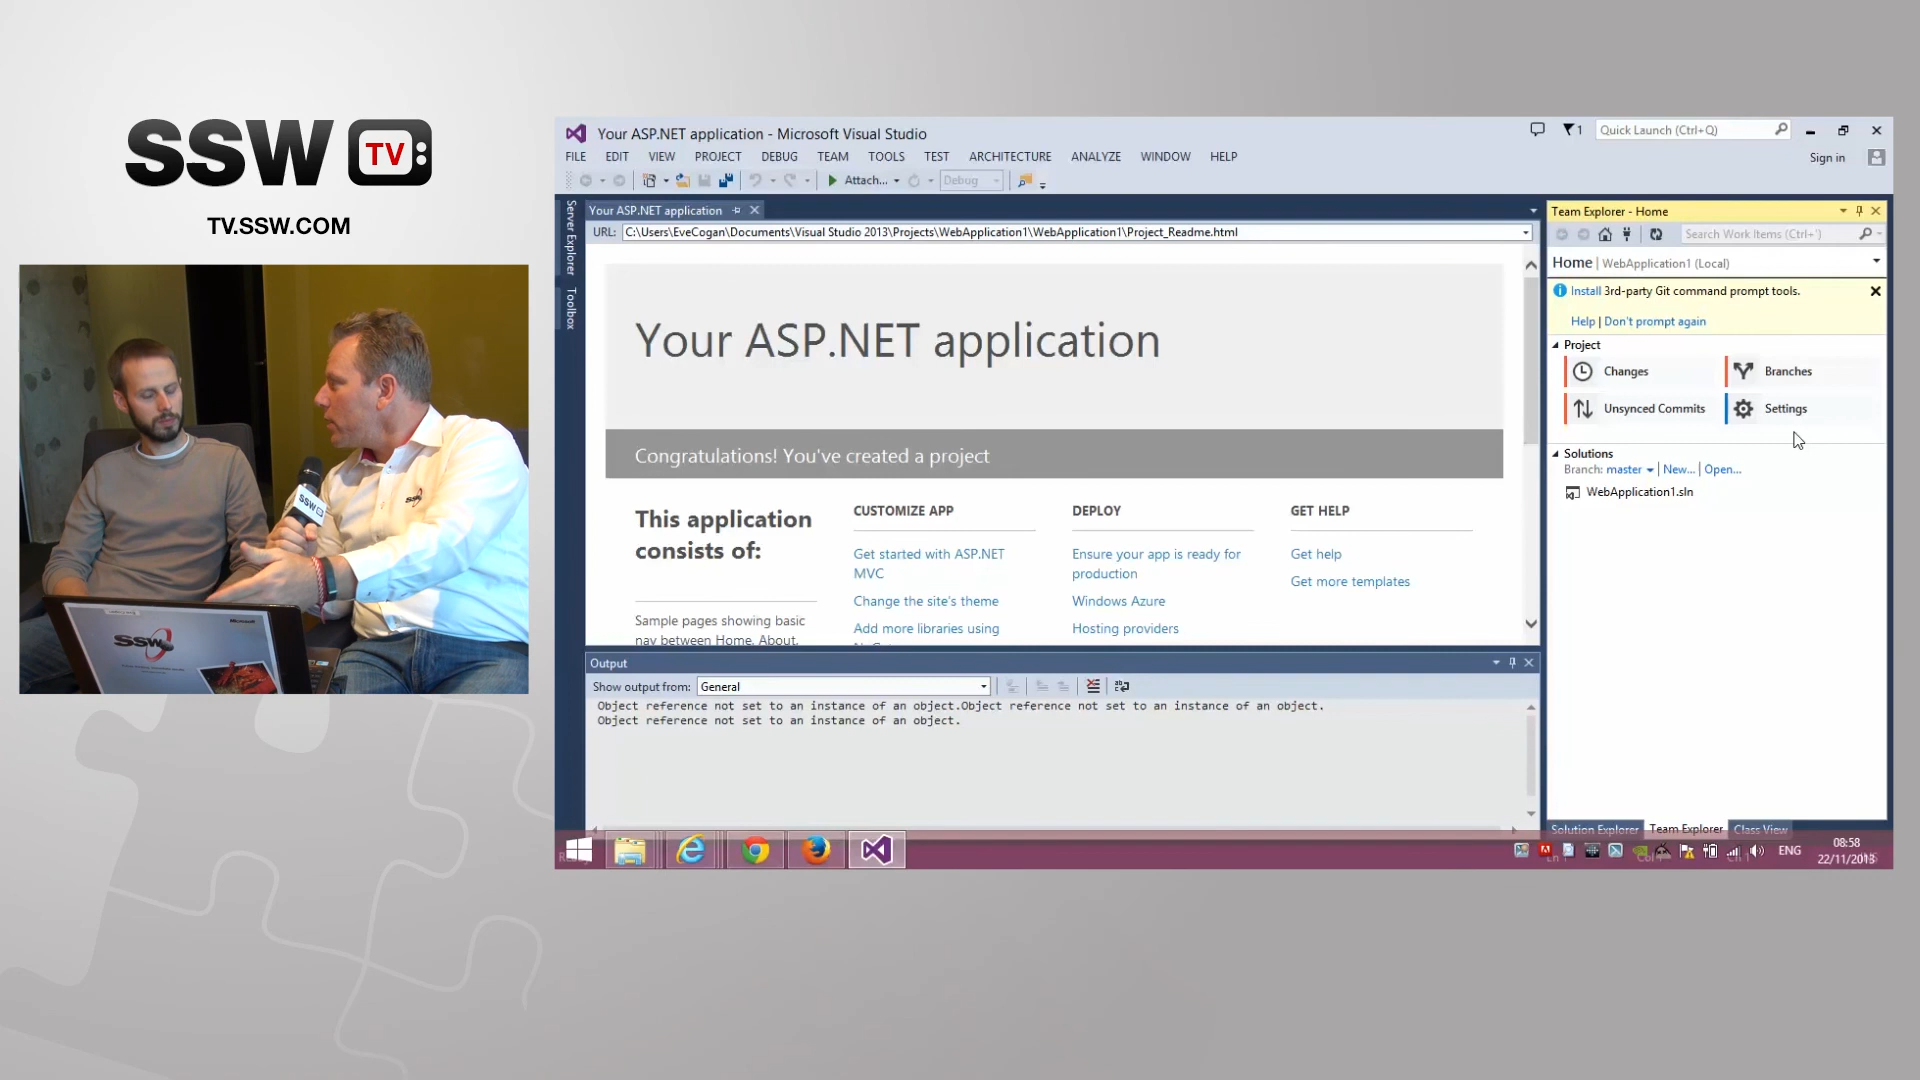 SSW TV:
TV.SSW.COM
SSW
SSW
Microsoft
SSW
Your ASP.NET application - Microsoft Visual Studio
1
Quick Launch (Ctrl+Q)
FILE EDIT VIEW PROJECT DEBUG TEAM TOOLS TEST ARCHITECTURE ANALYZE WINDOW HELP
Sign in
Attach...
Debug
Server Explorer
Toolbox
Your ASP.NET application
URL: C:\Users\EveCogan\Documents\Visual Studio 2013\Projects\WebApplication1\WebApplication1\Project_Readme.html
Your ASP.NET application
Congratulations! You've created a project
This application
consists of:
Sample pages showing basic
nav between Home, About,
CUSTOMIZE APP
Get started with ASP.NET
MVC
Change the site's theme
Add more libraries using
DEPLOY
Ensure your app is ready for
production
Windows Azure
Hosting providers
GET HELP
Get help
Get more templates
Output
Show output from: General
Object reference not set to an instance of an object.Object reference not set to an instance of an object.
Object reference not set to an instance of an object.
Team Explorer - Home
Search Work Items (Ctrl+')
Home | WebApplication1 (Local)
Install 3rd-party Git command prompt tools.
Help | Don't prompt again
Project
Changes
Branches
Unsynced Commits
Settings
Solutions
Branch: master | New... | Open...
WebApplication1.sln
Solution Explorer Team Explorer Class View
ENG
08:58
22/11/2013